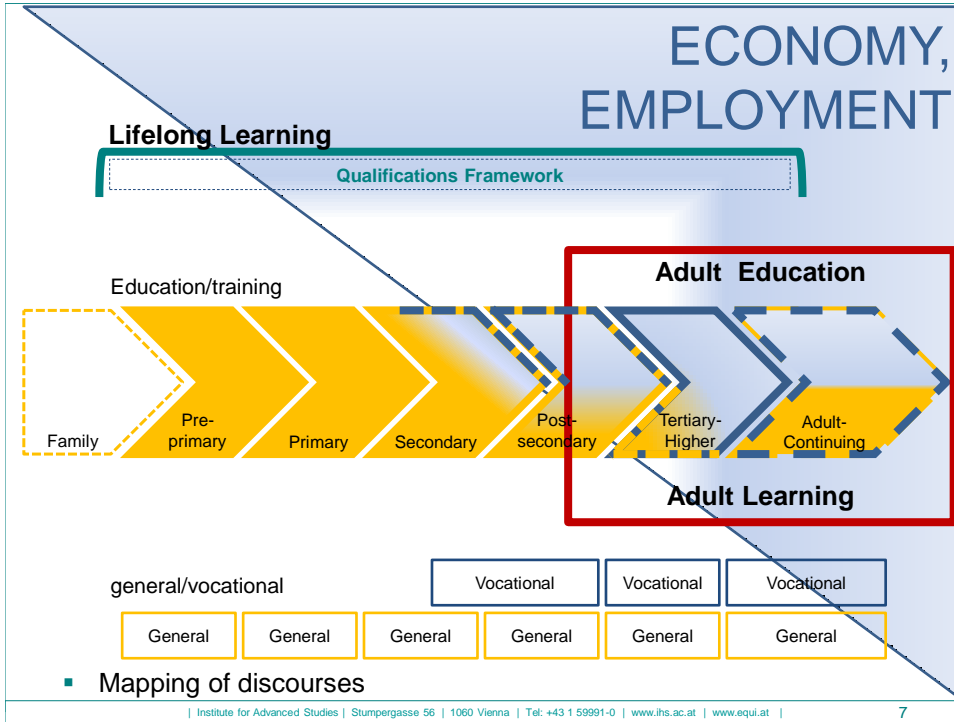 ECONOMY,
EMPLOYMENT
Lifelong Learning
Qualifications Framework
Adult Education
Education/training
Family
Pre-
primary
Primary
Secondary
Post-
secondary
Tertiary-
Higher
Adult-
Continuing
Adult Learning
general/vocational
Vocational
Vocational
Vocational
General
General
General
General
General
General
▪ Mapping of discourses
| Institute for Advanced Studies | Stumpergasse 56 | 1060 Vienna | Tel: +43 1 59991-0 | www.ihs.ac.at | www.equi.at |
7